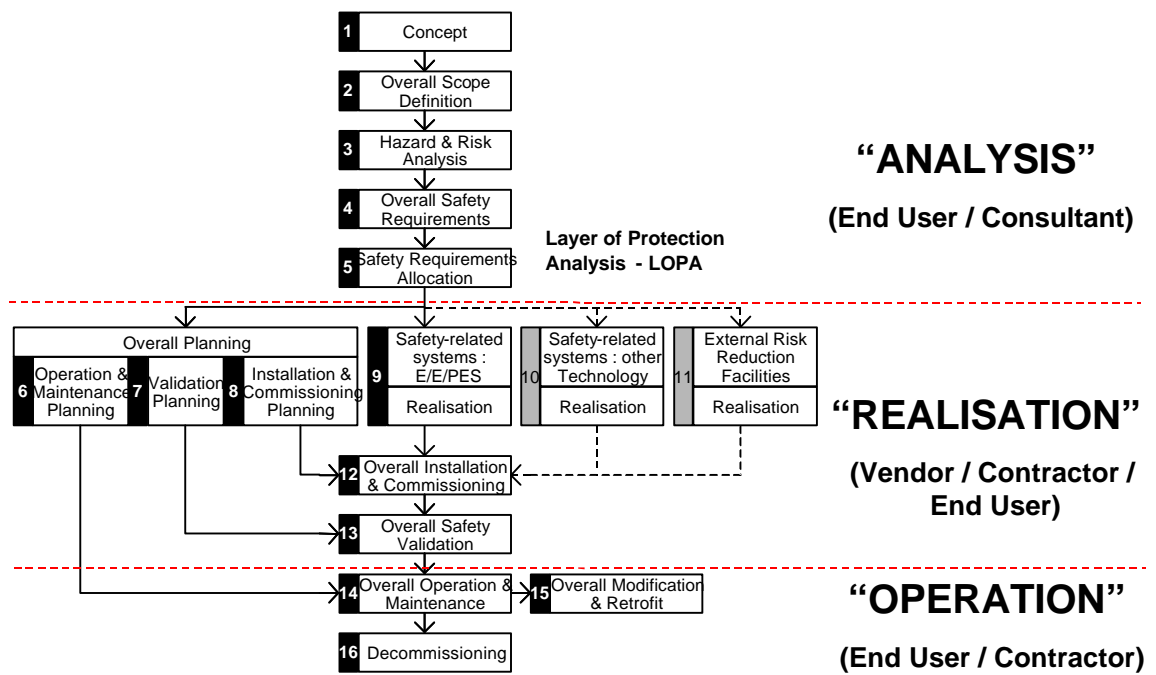 1
Concept
2
Overall Scope
Definition
3
Hazard & Risk
Analysis
4
Overall Safety
Requirements
5
Safety Requirements
Allocation
Layer of Protection
Analysis - LOPA
“ANALYSIS”
(End User / Consultant)
Overall Planning
6
Operation &
Maintenance
Planning
7
Validation
Planning
8
Installation &
Commissioning
Planning
9
Safety-related
systems :
E/E/PES
Realisation
10
Safety-related
systems : other
Technology
Realisation
11
External Risk
Reduction
Facilities
Realisation
“REALISATION”
(Vendor / Contractor /
End User)
12
Overall Installation
& Commissioning
13
Overall Safety
Validation
14
Overall Operation &
Maintenance
15
Overall Modification
& Retrofit
16
Decommissioning
“OPERATION”
(End User / Contractor)